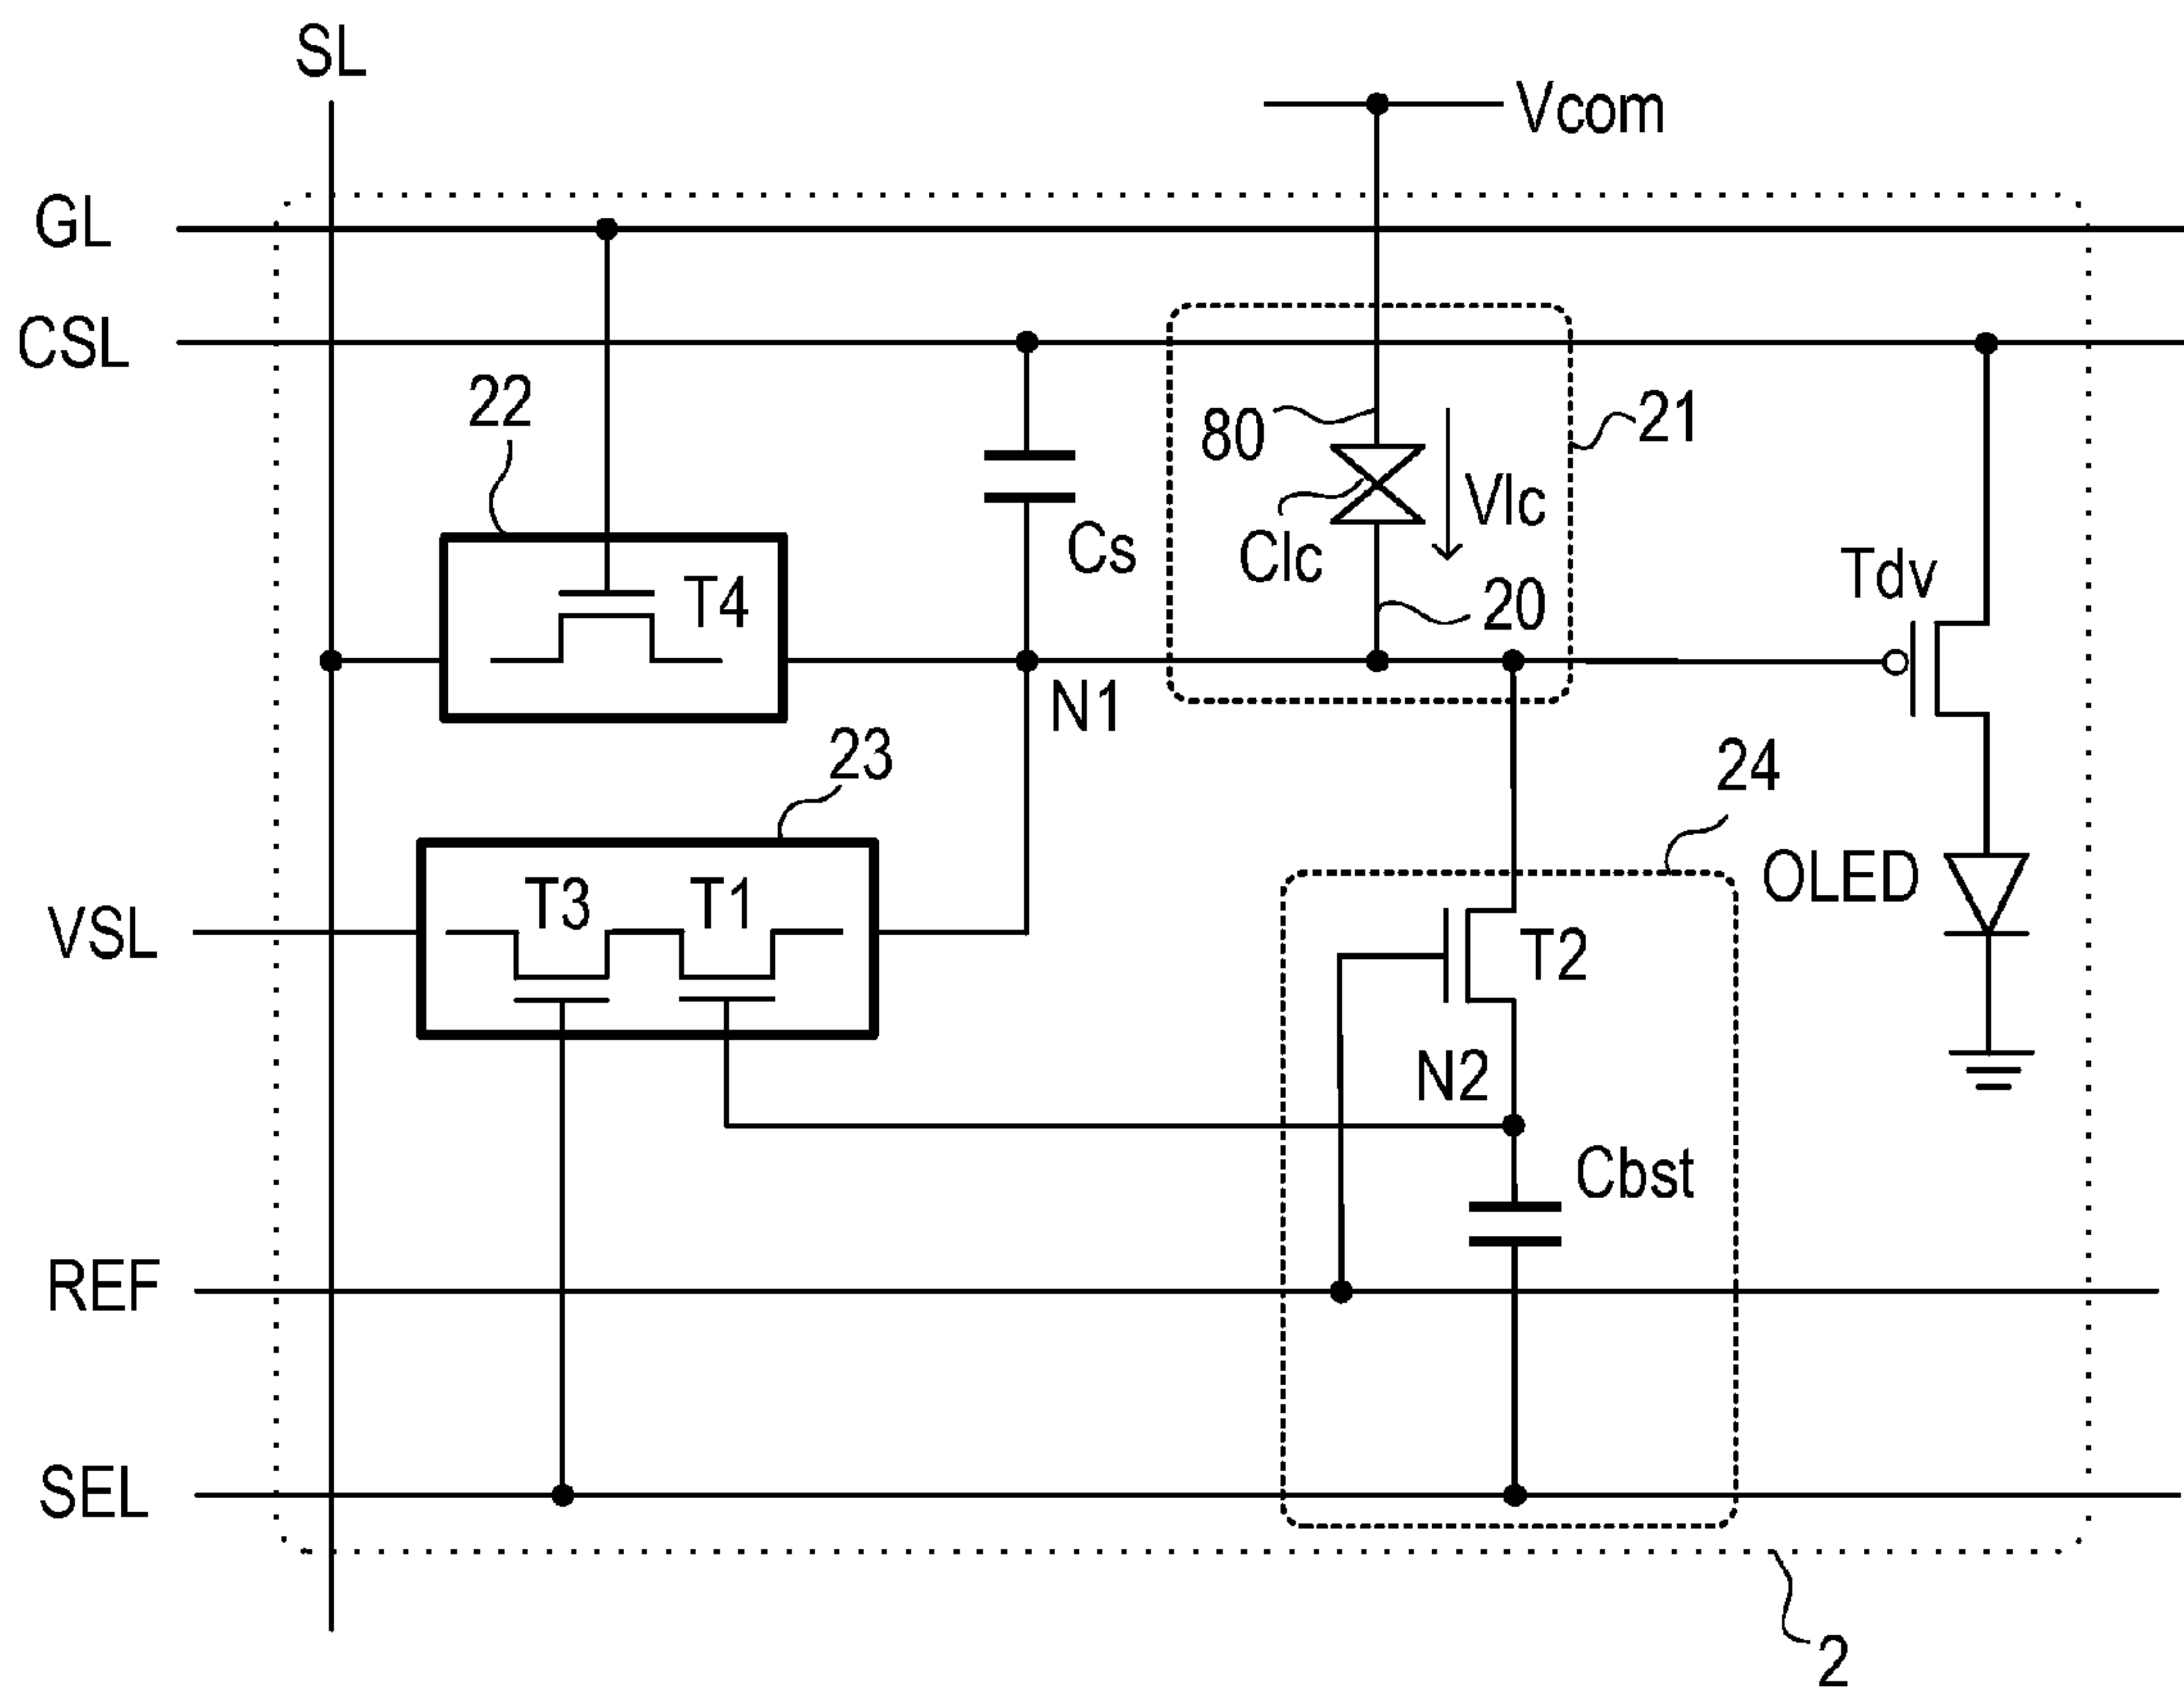 SL
Vcom
GL
CSL
22
80
21
Vlc
Cs
Clc
Tdv
T4
20
N1
23
24
T3
T1
OLED
VSL
T2
N2
Cbst
REF
SEL
2